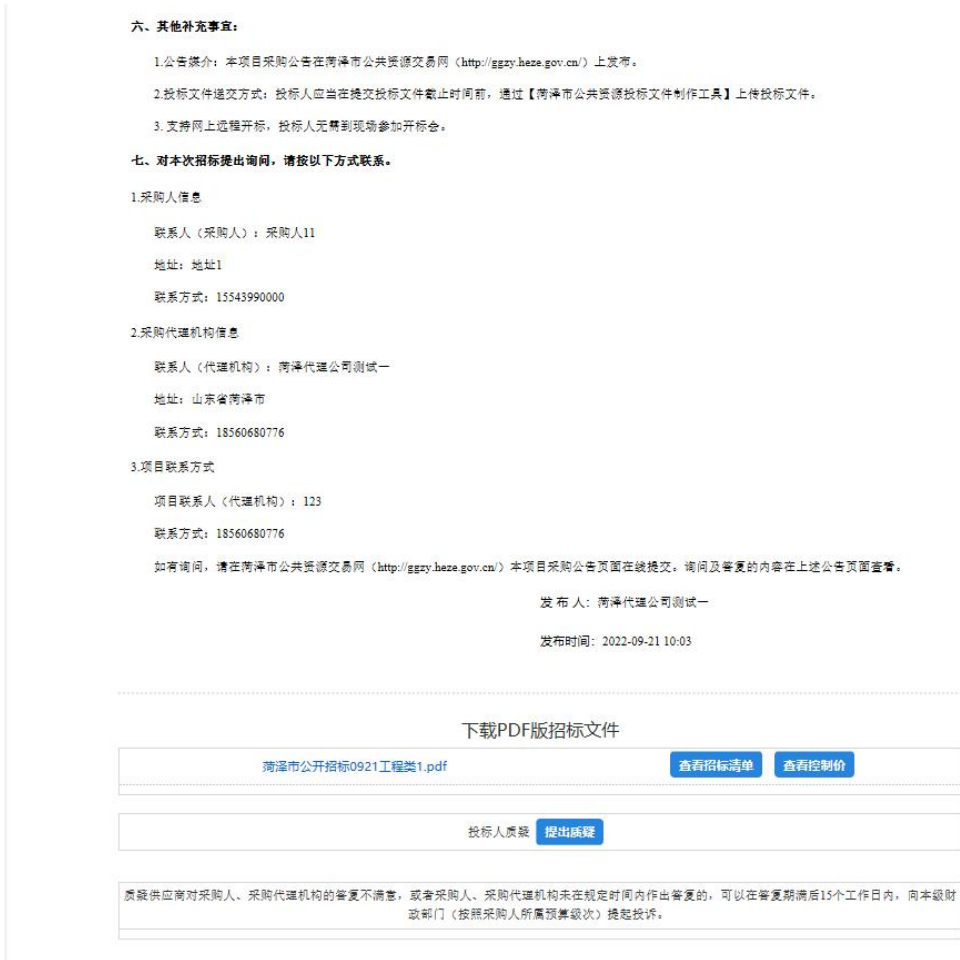 六、其他补充事宜：
1.公告媒介：本项目采购公告在菏泽市公共资源交易网（http://ggzy.heze.gov.cn/）上发布。
2.投标文件递交方式：投标人应当在提交投标文件截止时间前，通过【菏泽市公共资源投标文件制作工具】上传投标文件。
3. 支持网上远程开标，投标人无需到现场参加开标会。
七、对本次招标提出询问，请按以下方式联系。
1.采购人信息
联系人（采购人）：采购人11
地址：地址1
联系方式：15543990000
2.采购代理机构信息
联系人（代理机构）：菏泽代理公司测试一
地址：山东省菏泽市
联系方式：18560680776
3.项目联系方式
项目联系人（代理机构）：123
联系方式：18560680776
如有询问，请在菏泽市公共资源交易网（http://ggzy.heze.gov.cn/）本项目采购公告页面在线提交。询问及答复的内容在上述公告页面查看。
发 布 人：菏泽代理公司测试一
发布时间：2022-09-21 10:03
下载PDF版招标文件
菏泽市公开招标0921工程类1.pdf 查看招标清单 查看控制价
投标人质疑 提出质疑
质疑供应商对采购人、采购代理机构的答复不满意，或者采购人、采购代理机构未在规定时间内作出答复的，可以在答复期满后15个工作日内，向本级财
政部门（按照采购人所属预算级次）提起投诉。